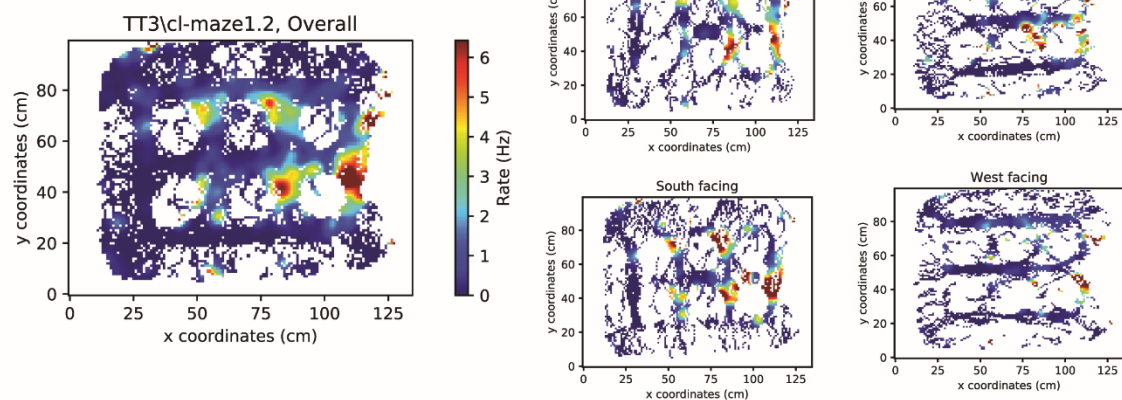 TT3\cl-maze1.2, Overall
y coordinates (cm)
80
60
40
20
0
0 25 50 75 100 125
x coordinates (cm)
6
5
4
3
2
1
0
Rate (Hz)
60
40
20
0
0 25 50 75 100 125
x coordinates (cm)
60
40
20
0
0 25 50 75 100 125
x coordinates (cm)
South facing
y coordinates (cm)
80
60
40
20
0
0 25 50 75 100 125
x coordinates (cm)
West facing
y coordinates (cm)
80
60
40
20
0
0 25 50 75 100 125
x coordinates (cm)